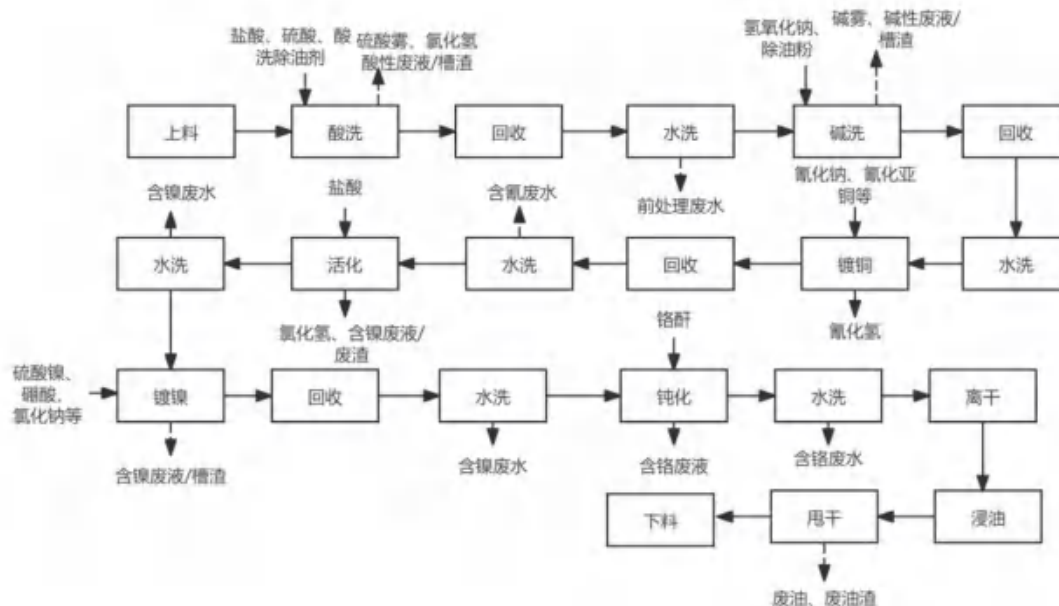 盐酸、硫酸、酸
洗除油剂
硫酸雾、氯化氢
酸性废液/槽渣
氢氧化钠、
除油粉
碱雾、碱性废液/
槽渣
上料
酸洗
回收
水洗
碱洗
回收
含镍废水
盐酸
含氰废水
前处理废水
氰化钠、氰化亚
铜等
水洗
活化
水洗
回收
镀铜
水洗
氯化氢、含镍废液/
废渣
铬酐
氰化氢
硫酸镍、
硼酸,
氯化钠等
镀镍
回收
水洗
钝化
水洗
离干
含镍废液/槽渣
含镍废水
含铬废液
含铬废水
下料
甩干
浸油
废油、废油渣